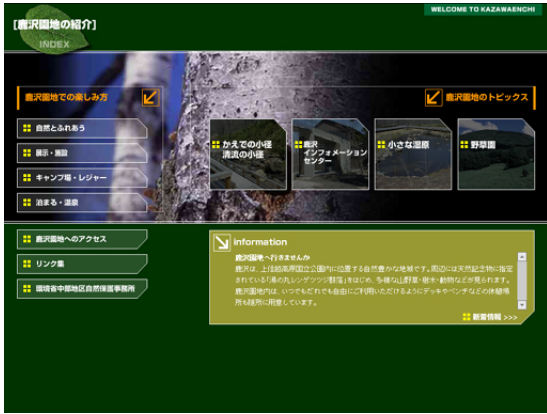 WELCOME TO KAZAWAENCHI
[鹿沢園地の紹介]
INDEX
鹿沢園地での楽しみ方
鹿沢園地のトピックス
自然とふれあう
展示・施設
キャンプ場・レジャー
泊まる・温泉
かえでの小径
清流の小径
鹿沢
インフォメーション
センター
小さな湿原
野草園
鹿沢園地へのアクセス
リンク集
環境省中部地区自然保護事務所
information
鹿沢園地へ行きませんか
鹿沢は、上信越高原国立公園内に位置する自然豊かな地域です。周辺には天然記念物に指定
されている「湯の丸レンゲツツジ群落」をはじめ、多様な山野草・樹木・動物などが見られます。
鹿沢園地内は、いつでもだれでも自由にご利用いただけるようにデッキやベンチなどの休憩場
所も随所に用意しています。
新着情報 >>>